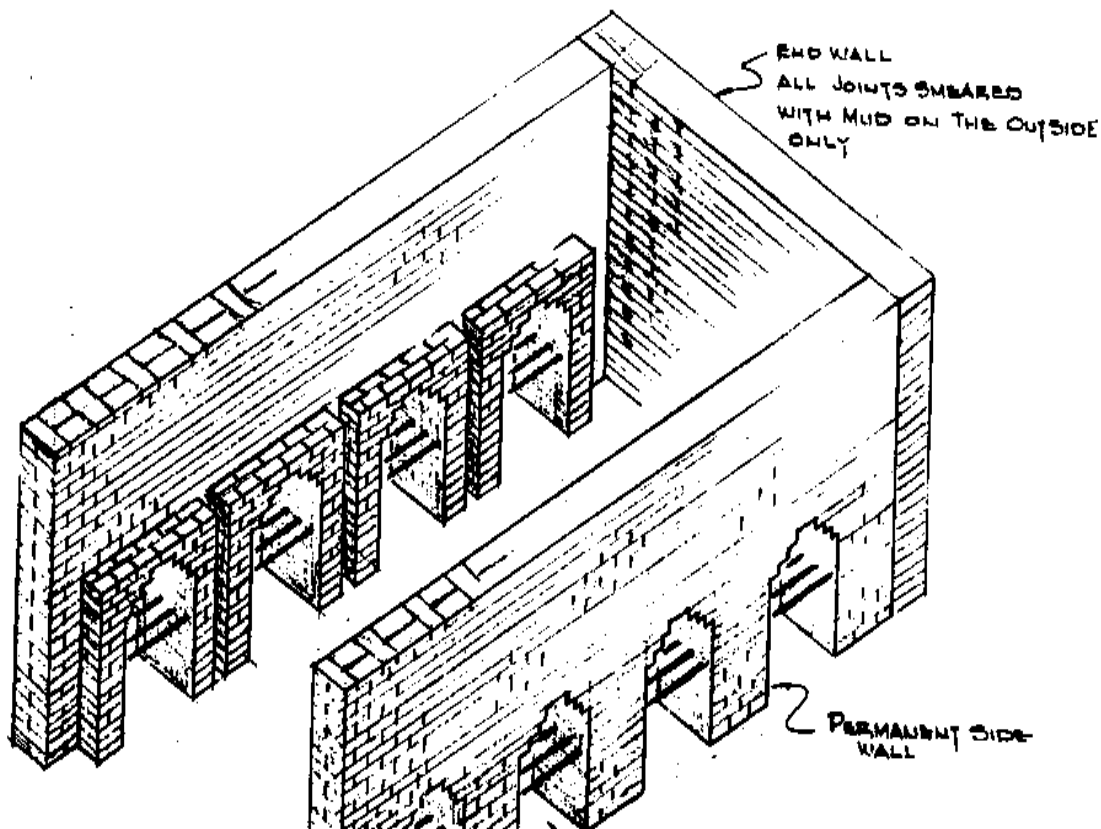 END WALL
ALL JOINTS SMEARED
WITH MUD ON THE OUTSIDE
ONLY
PERMANENT SIDE
WALL